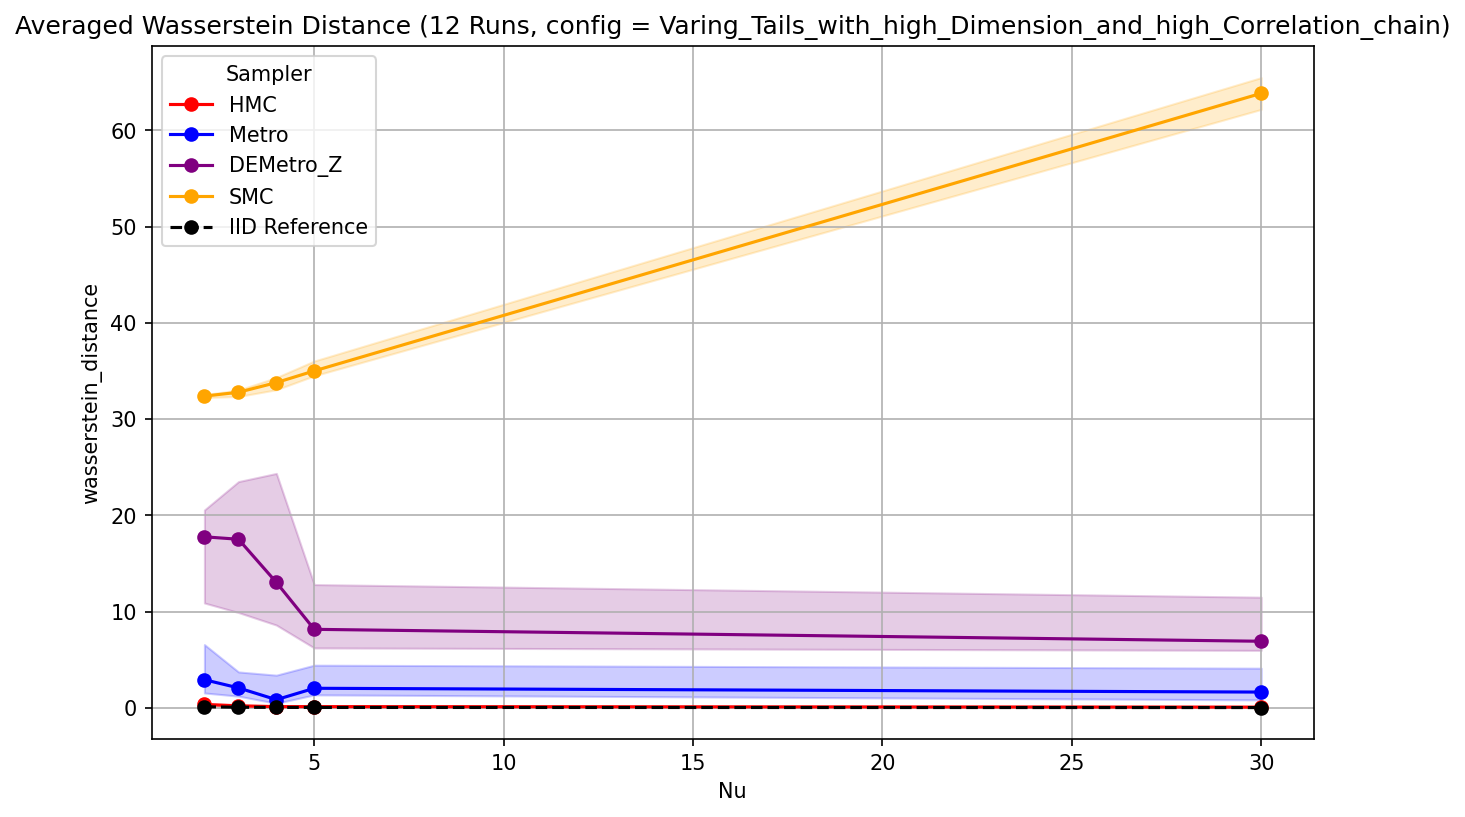 Averaged Wasserstein Distance (12 Runs, config = Varing_Tails_with_high_Dimension_and_high_Correlation_chain)
Sampler
HMC
Metro
DEMetro_Z
SMC
IID Reference
wasserstein_distance
60
50
40
30
20
10
0
5
10
15
20
25
30
Nu